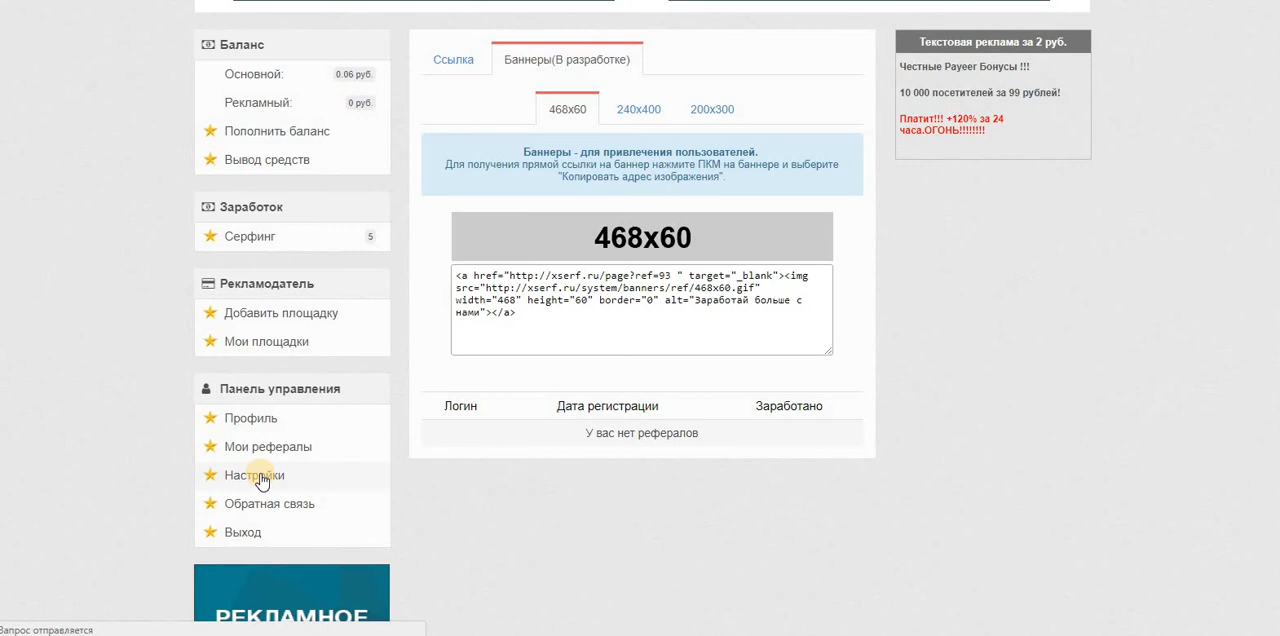 Баланс
Основной: 0.06 руб.
Рекламный: 0 руб.
Пополнить баланс
Вывод средств
Заработок
Серфинг 5
Рекламодатель
Добавить площадку
Мои площадки
Панель управления
Профиль
Мои рефералы
Настройки
Обратная связь
Выход
РЕКЛАМНОЕ
Ссылка Баннеры(В разработке)
468x60 240x400 200x300
Баннеры - для привлечения пользователей.
Для получения прямой ссылки на баннер нажмите ПКМ на баннере и выберите
"Копировать адрес изображения".
468x60
<a href="http://xserf.ru/page?ref=93 " target="_blank"><img
src="http://xserf.ru/system/banners/ref/468x60.gif"
width="468" height="60" border="0" alt="Заработай больше с
нами"></a>
Логин Дата регистрации Заработано
У вас нет рефералов
Текстовая реклама за 2 руб.
Честные Payeer Бонусы !!!
10 000 посетителей за 99 рублей!
Платит!!! +120% за 24
часа.ОГОНЬ!!!!!!!!
Запрос отправляется